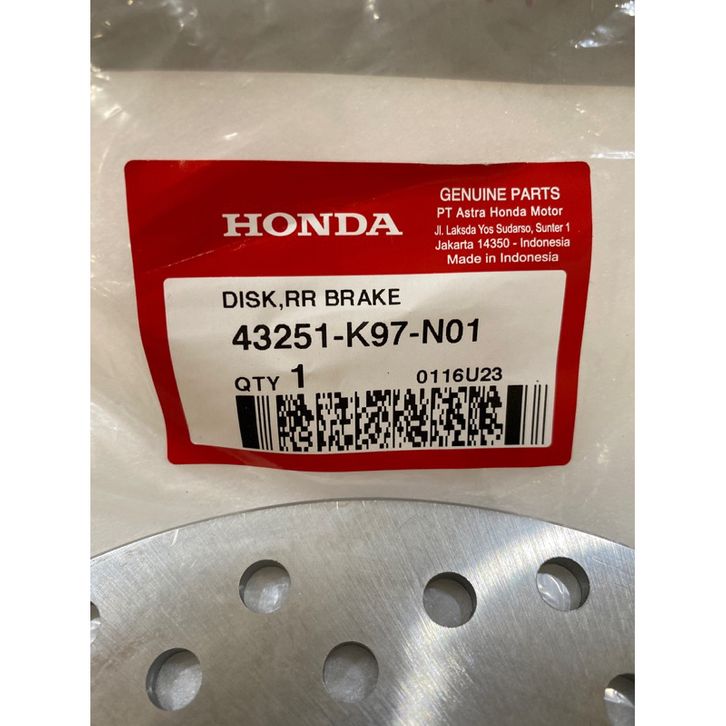 HONDA
GENUINE PARTS
PT Astra Honda Motor
Jl. Laksda Yos Sudarso, Sunter 1
Jakarta 14350 - Indonesia
Made in Indonesia
DISK,RR BRAKE
43251-K97-N01
QTY 1 0116U23